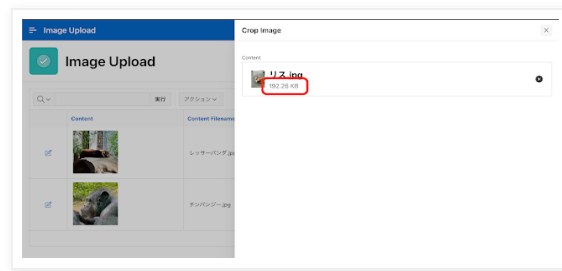 Image Upload
Crop Image
Image Upload
Content
リス.jpg
192.26 KB
実行
アクション
Content
Content Filename
レッサーパンダ.jp
チンパンジー.jpg